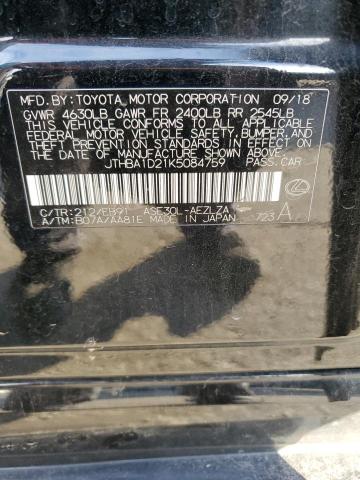 MFD.BY:TOYOTA MOTOR CORPORATION 09/18
GVWR 4630LB GAWR FR 2400LB RR 2545LB
THIS VEHICLE CONFORMS TO ALL APPLICABLE
FEDERAL MOTOR VEHICLE SAFETY,BUMPER,AND
THEFT PREVENTION STANDARDS IN EFFECT ON
THE DATE OF MANUFACTURE SHOWN ABOVE.
JTHBA1D21K5084759 PASS.CAR
C/TR:212/EB91 ASE30L-AEZLZA
A/TM:B07A/AA81E MADE IN JAPAN 723 A